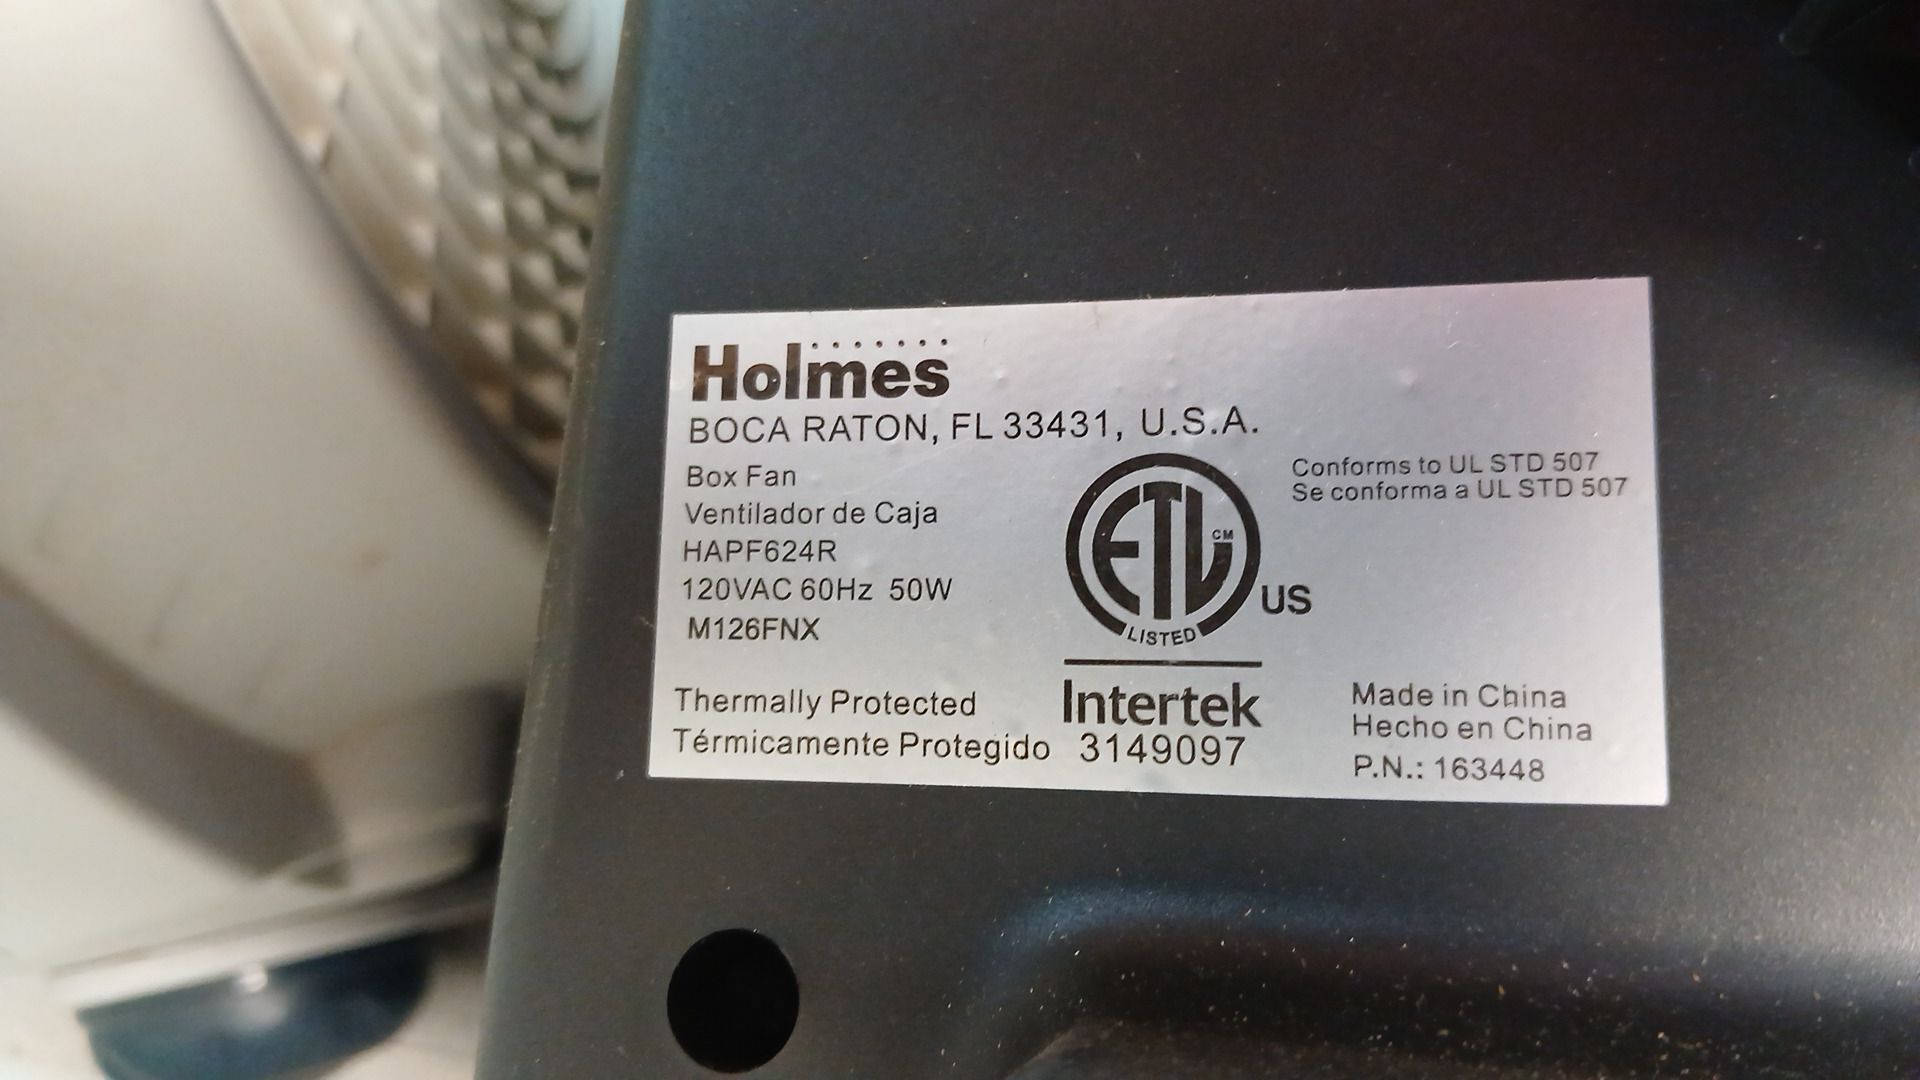 Holmes
BOCA RATON, FL 33431, U.S.A.
Box Fan
Ventilador de Caja
HAPF624R
120VAC 60Hz 50W
M126FNX
Thermally Protected
Térmicamente Protegido
ETL CM
LISTED
US
Intertek
3149097
Conforms to UL STD 507
Se conforma a UL STD 507
Made in China
Hecho en China
P.N.: 163448